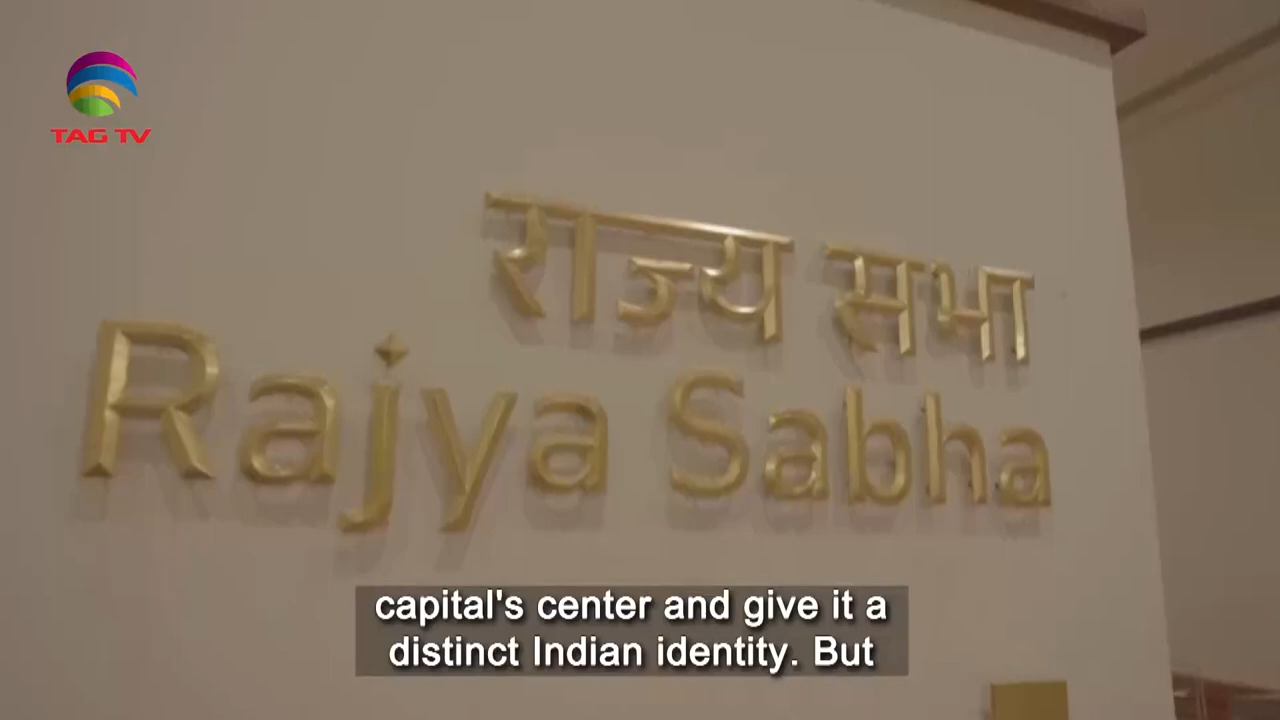 TAG TV
राज्य सभा
Rajya Sabha
capital's center and give it a
distinct Indian identity. But